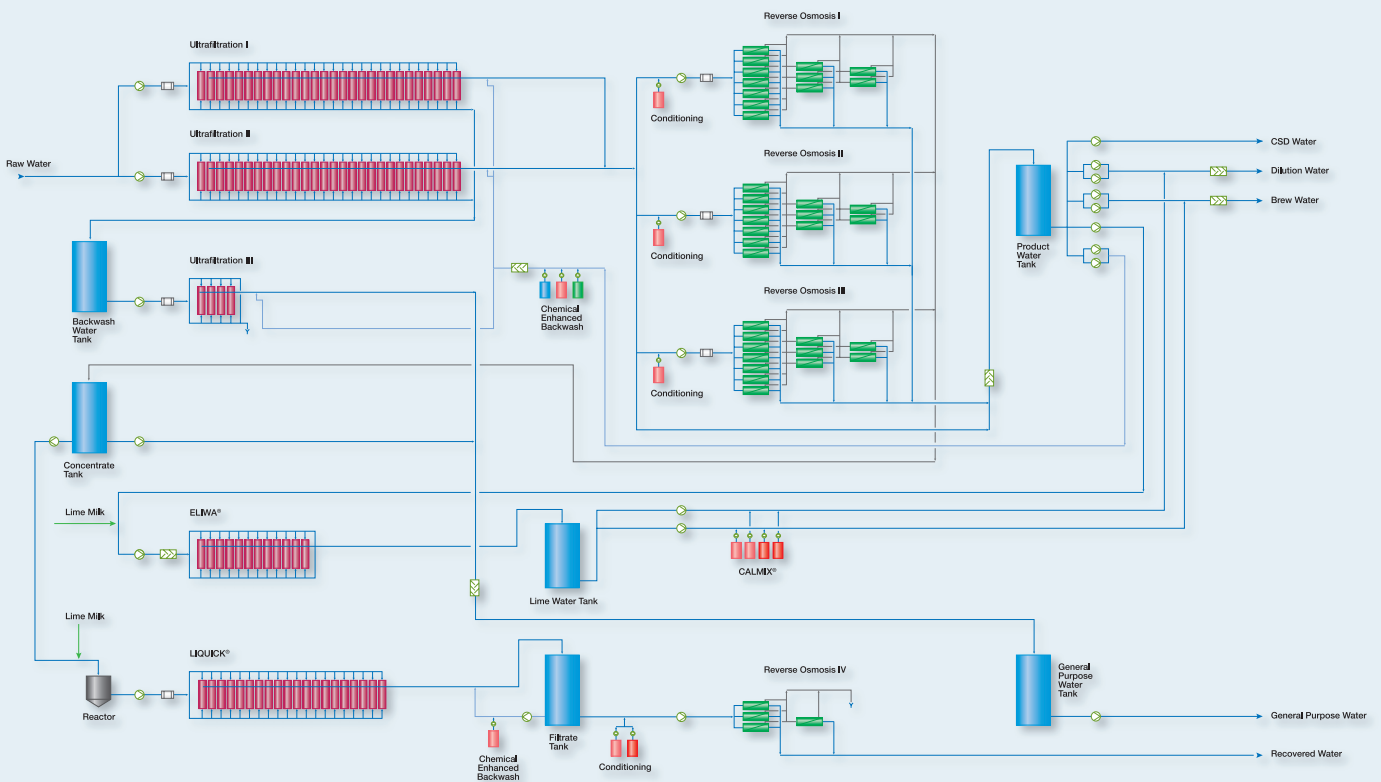 Reverse Osmosis I
Ultrafiltration I
Conditioning
Ultrafiltration II
CSD Water
Raw Water
Reverse Osmosis II
Dilution Water
Brew Water
Conditioning
Product
Water
Tank
Ultrafiltration III
Backwash
Water
Tank
Chemical
Enhanced
Backwash
Reverse Osmosis III
Conditioning
Concentrate
Tank
Lime Milk
ELIWA®
CALMIX®
Lime Water Tank
Lime Milk
LIQUICK®
Reverse Osmosis IV
General
Purpose
Water
Tank
Reactor
General Purpose Water
Filtrate
Tank
Chemical
Enhanced
Backwash
Conditioning
Recovered Water